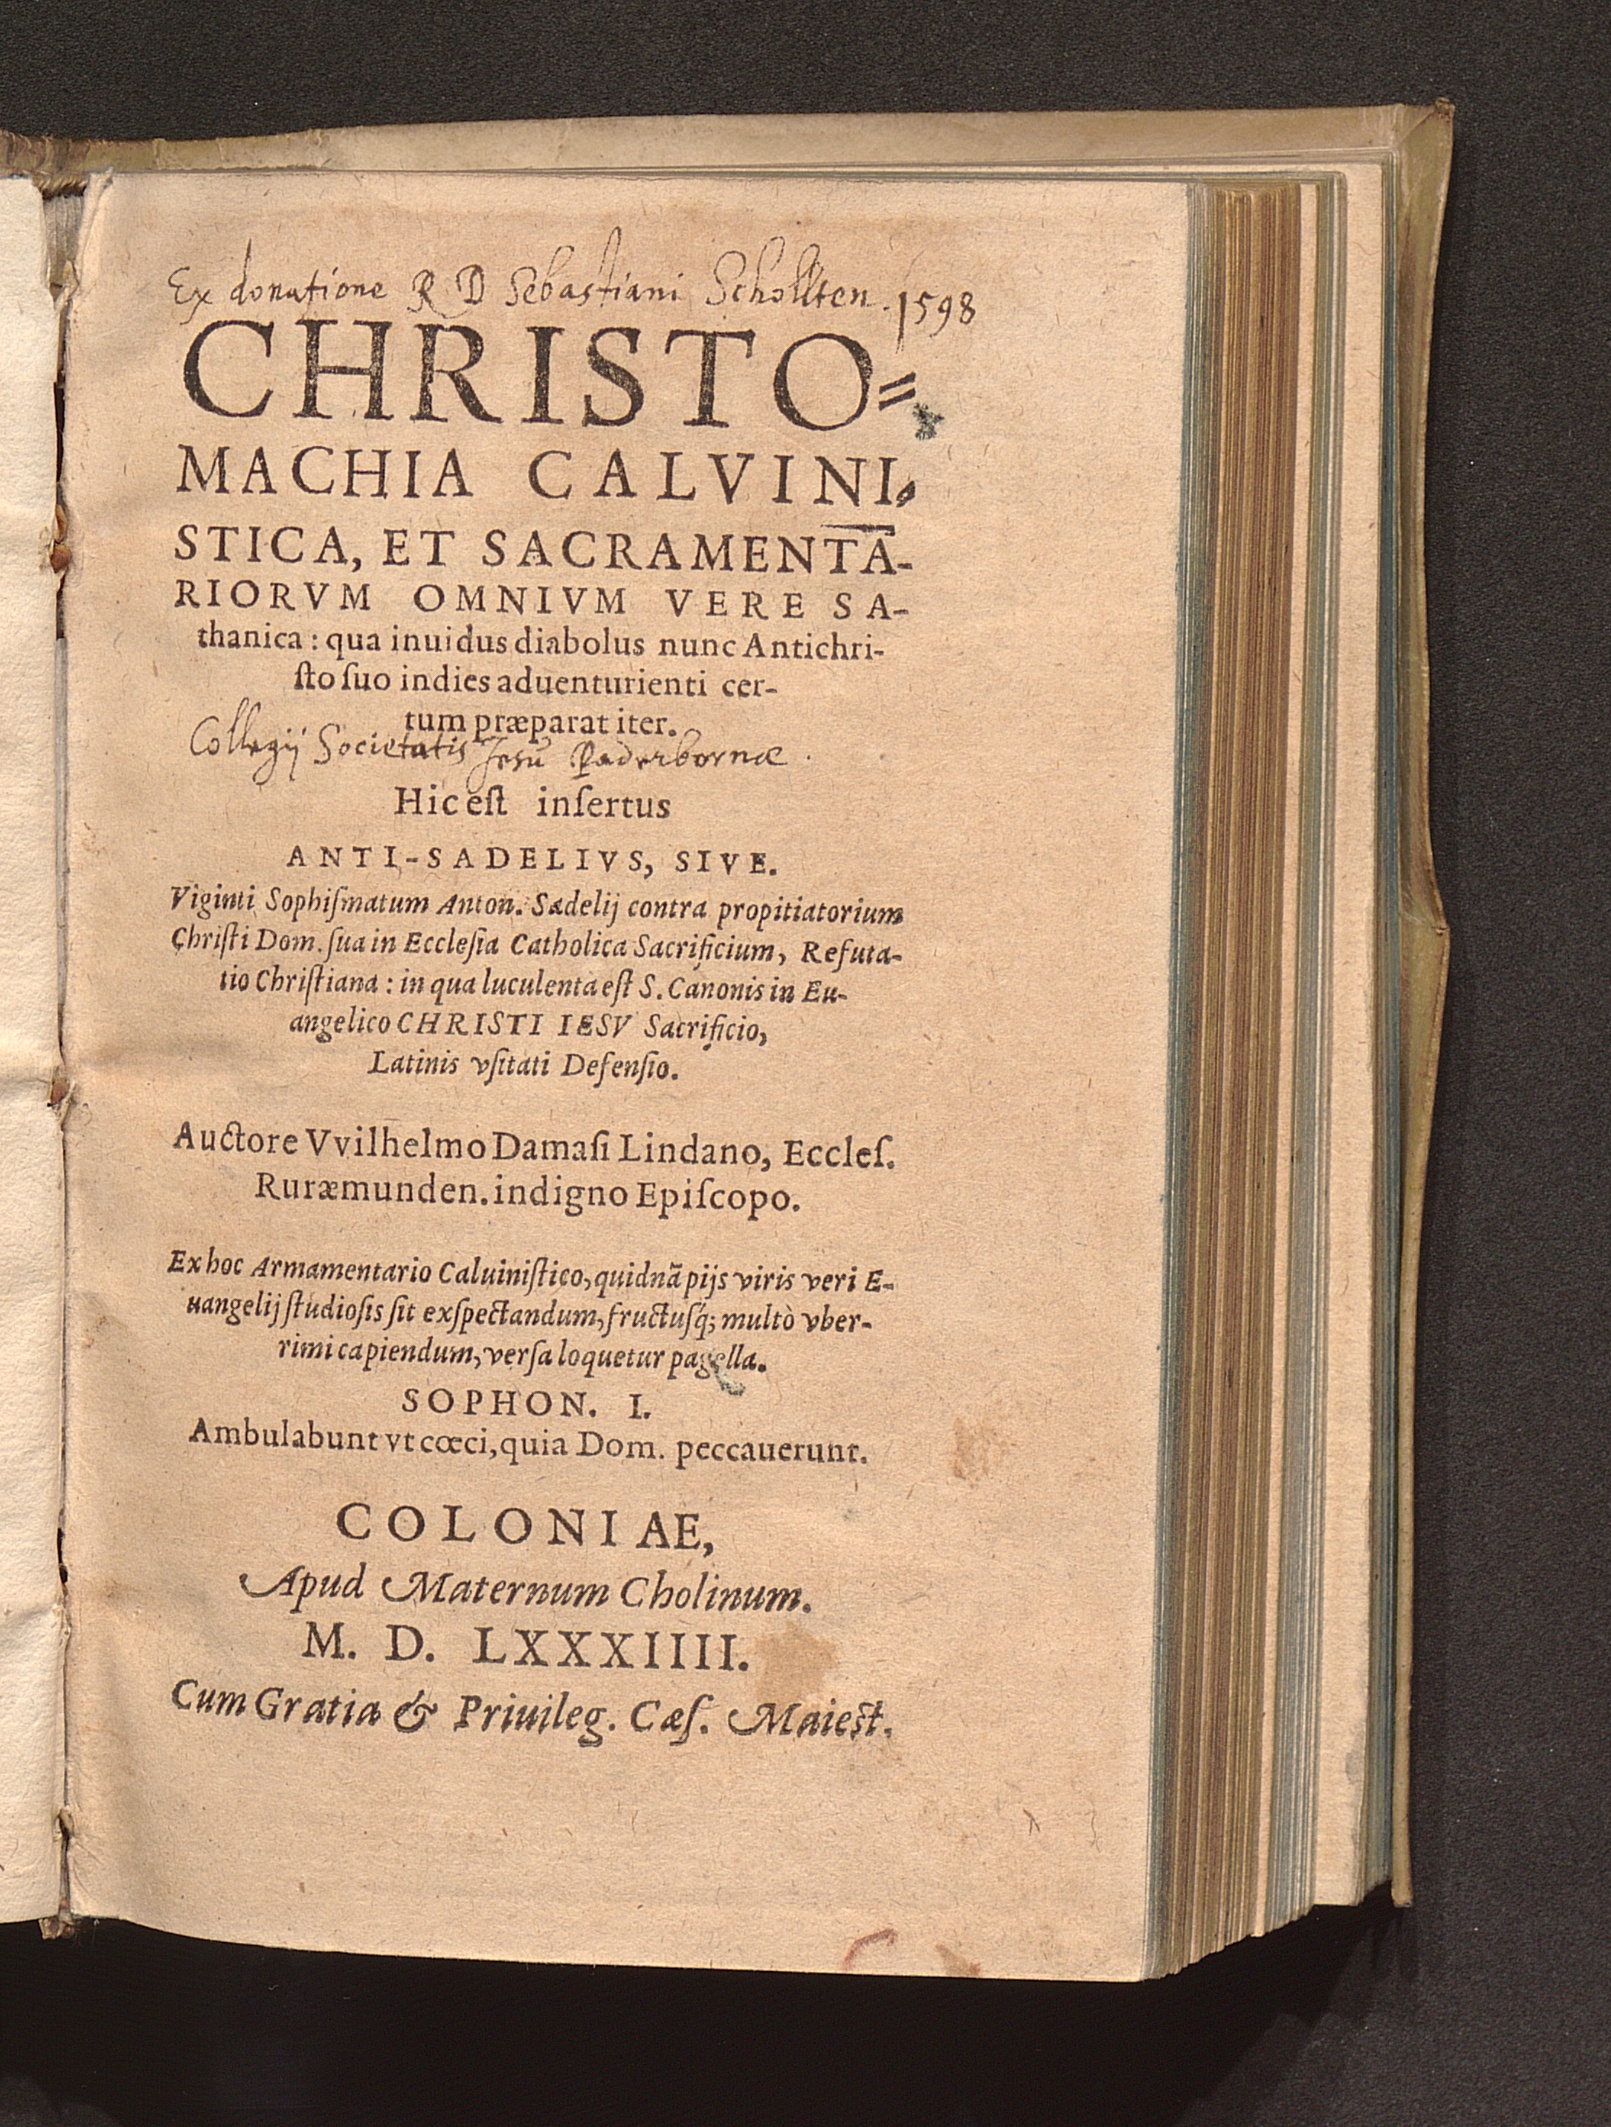 Ex donatione R D Sebastiani Schollten. 1598
CHRISTO=
MACHIA CALVINI,
STICA, ET SACRAMENTA-
RIORVM OMNIVM VERE SA-
thanica: qua inuidus diabolus nunc Antichri-
ſto ſuo indies aduenturienti cer-
tum præparat iter.
Collegij Societatis Jesu Paderbornæ.
Hic eſt inſertus
ANTI-SADELIVS, SIVE.
Viginti Sophiſmatum Anton. Sadelij contra propitiatorium
Chriſti Dom. ſua in Eccleſia Catholica Sacrificium, Refuta-
tio Chriſtiana: in qua luculenta eſt S. Canonis in Eu-
angelico CHRISTI IESV Sacrificio,
Latinis vſitati Defenſio.
Auctore Vvilhelmo Damaſi Lindano, Eccleſ.
Ruræmunden. indigno Epiſcopo.
Ex hoc Armamentario Caluiniſtico, quidnã pijs viris veri E-
uangelij ſtudioſis ſit exſpectandum, fructuſq́; multò vber-
rimi capiendum, verſa loquetur pagella.
SOPHON. I.
Ambulabunt vt cœci, quia Dom. peccauerunt.
COLONIAE,
Apud Maternum Cholinum.
M. D. LXXXIIII.
Cum Gratia & Priuileg. Cæſ. Maieſt.